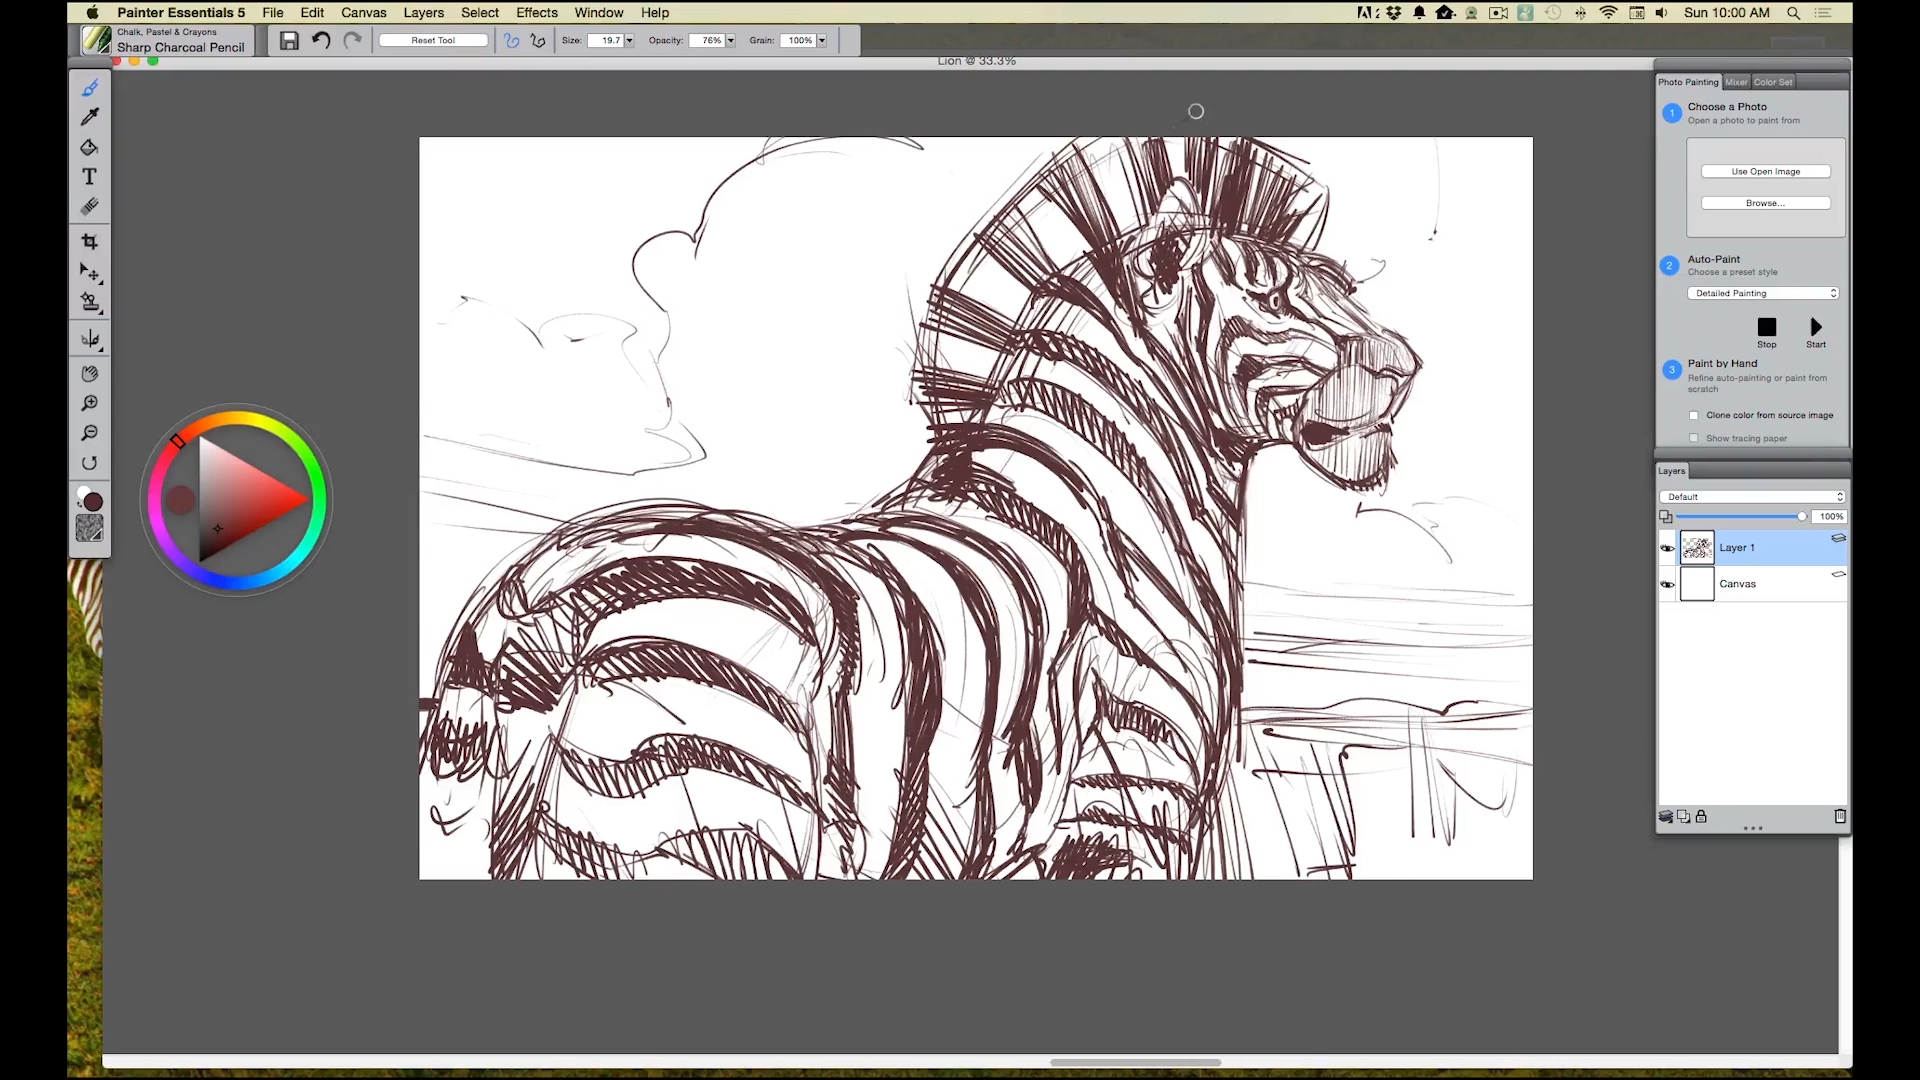 Painter Essentials 5 File Edit Canvas Layers Select Effects Window Help Sun 10:00 AM
Chalk, Pastel & Crayons
Sharp Charcoal Pencil
Reset Tool Size: 19.7 Opacity: 76% Grain: 100%
Lion @ 33.3%
Photo Painting Mixer Color Set
1 Choose a Photo
Open a photo to paint from
Use Open Image
Browse...
2 Auto-Paint
Choose a preset style
Detailed Painting
Stop Start
3 Paint by Hand
Refine auto-painting or paint from
scratch
Clone color from source image
Show tracing paper
Layers
Default
100%
Layer 1
Canvas